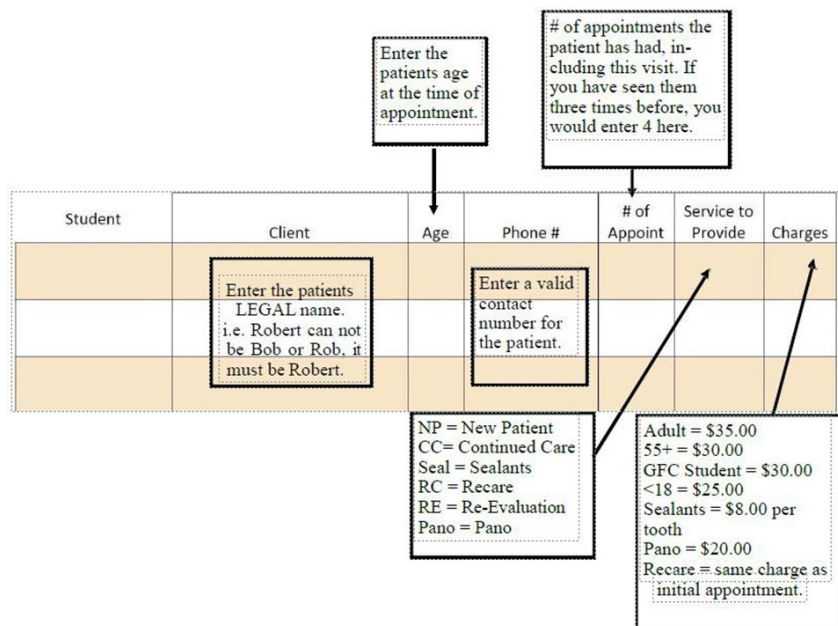 Enter the
patients age
at the time of
appointment.
# of appointments the
patient has had, in-
cluding this visit. If
you have seen them
three times before, you
would enter 4 here.
Student
Client
Age
Phone #
# of
Appoint
Service to
Provide
Charges
Enter the patients
LEGAL name.
i.e. Robert can not
be Bob or Rob, it
must be Robert.
Enter a valid
contact
number for
the patient.
NP = New Patient
CC= Continued Care
Seal = Sealants
RC = Recare
RE = Re-Evaluation
Pano = Pano
Adult = $35.00
55+ = $30.00
GFC Student = $30.00
<18 = $25.00
Sealants = $8.00 per
tooth
Pano = $20.00
Recare = same charge as
initial appointment.